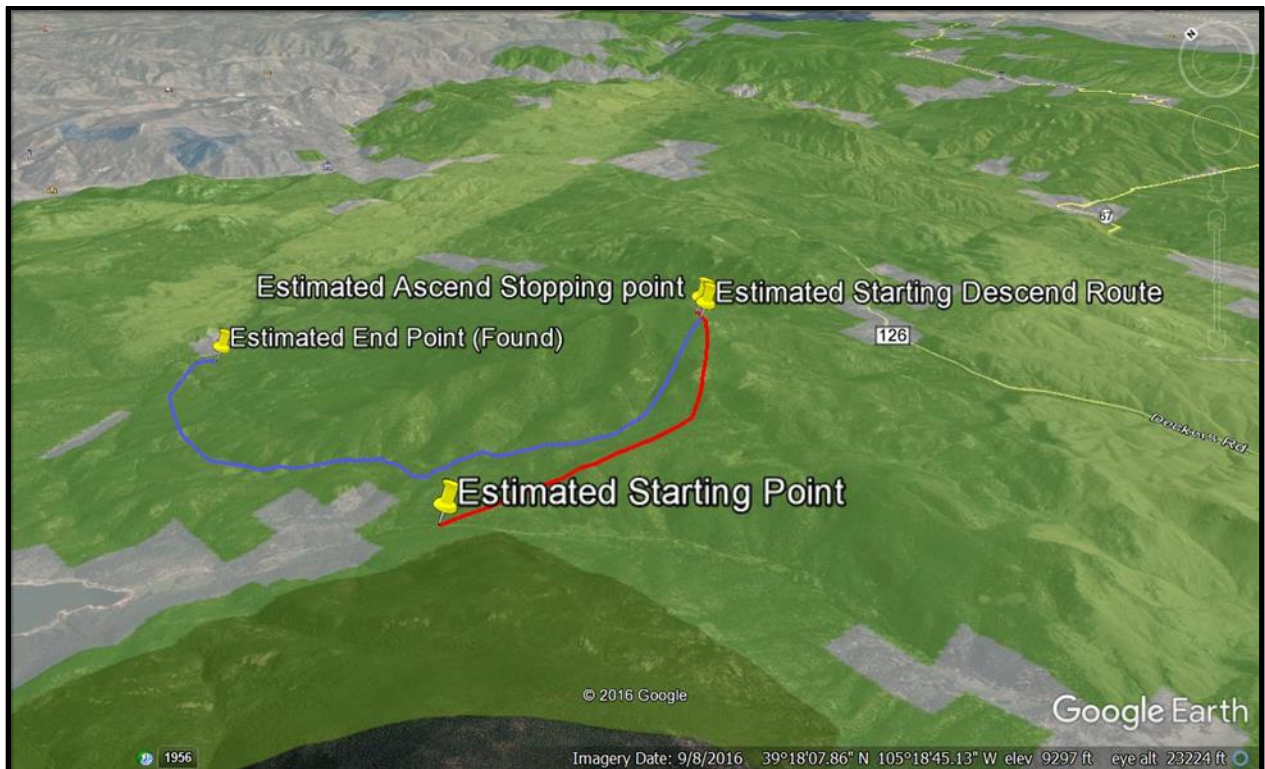 N
67
Estimated Ascend Stopping point
Estimated Starting Descend Route
Estimated End Point (Found)
126
Deckers Rd
Estimated Starting Point
© 2016 Google
Google Earth
1956
Imagery Date: 9/8/2016 39°18'07.86" N 105°18'45.13" W elev 9297 ft eye alt 23224 ft